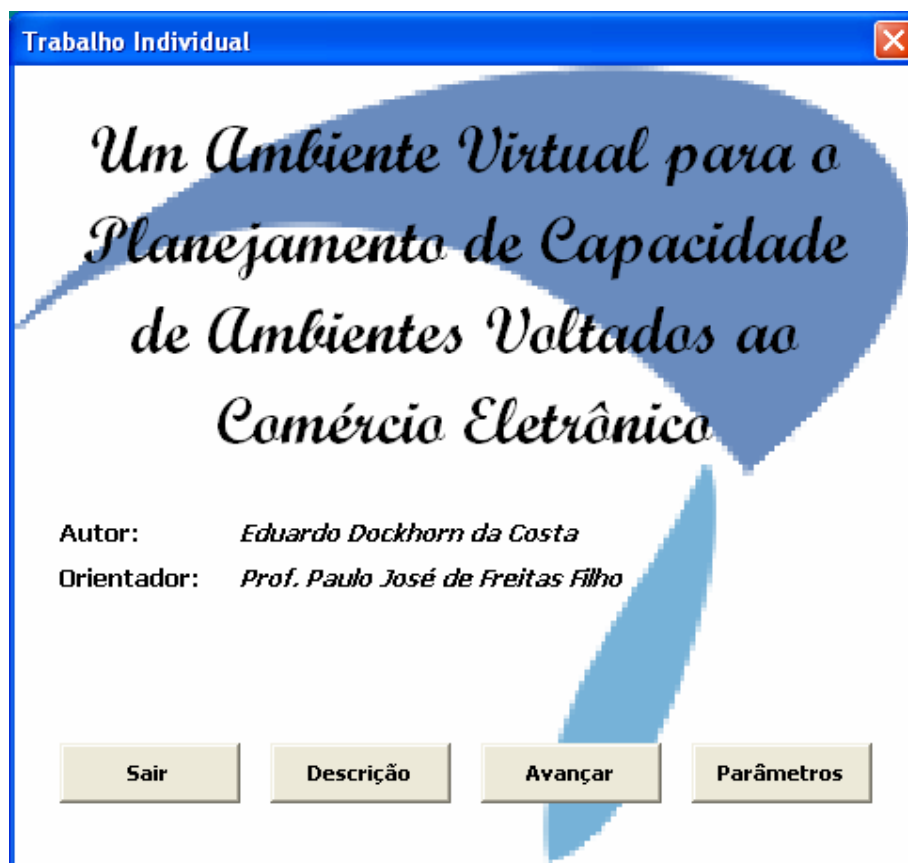 Trabalho Individual
Um Ambiente Virtual para o
Planejamento de Capacidade
de Ambientes Voltados ao
Comércio Eletrônico
Autor: Eduardo Dockhorn da Costa
Orientador: Prof. Paulo José de Freitas Filho
Sair Descrição Avançar Parâmetros